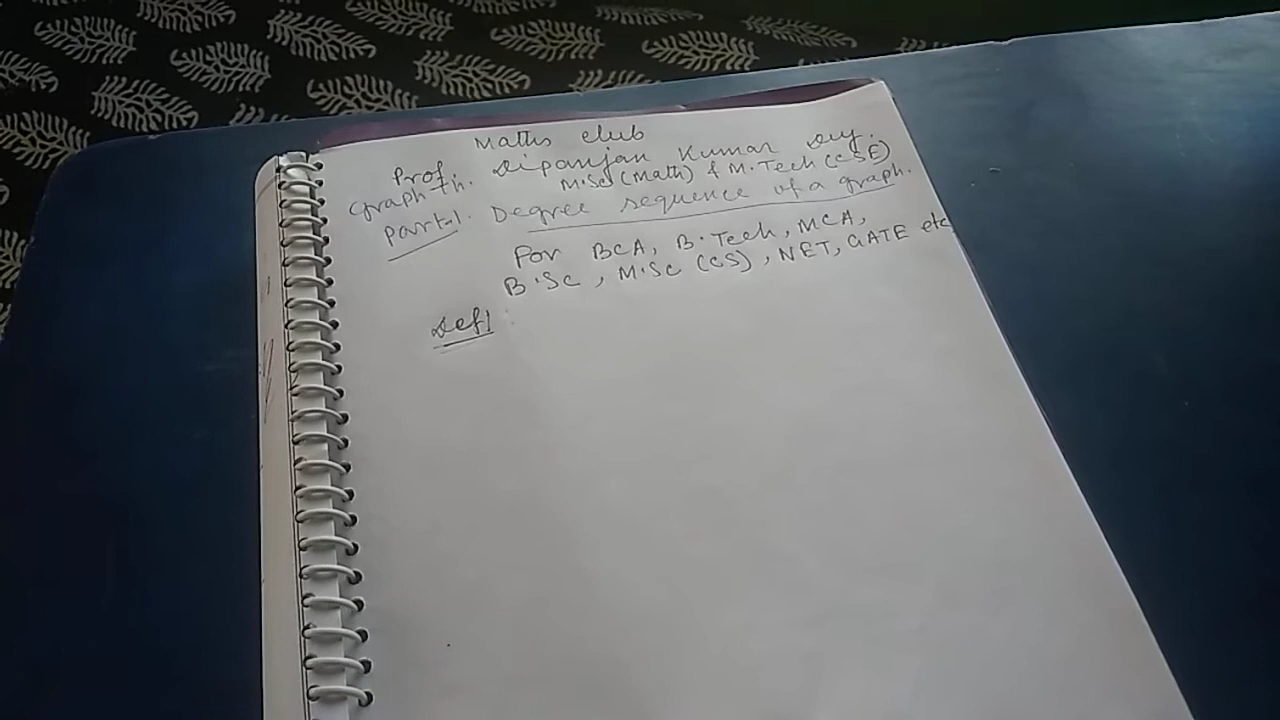 Maths club
Prof. Dipanjan Kumar Dey.
M.Sc (Math) & M.Tech (CSE)
Graph Th.
Part-1. Degree sequence of a graph.
For BCA, B.Tech, MCA,
B.Sc, M.Sc (CS), NET, GATE etc
Def1 :